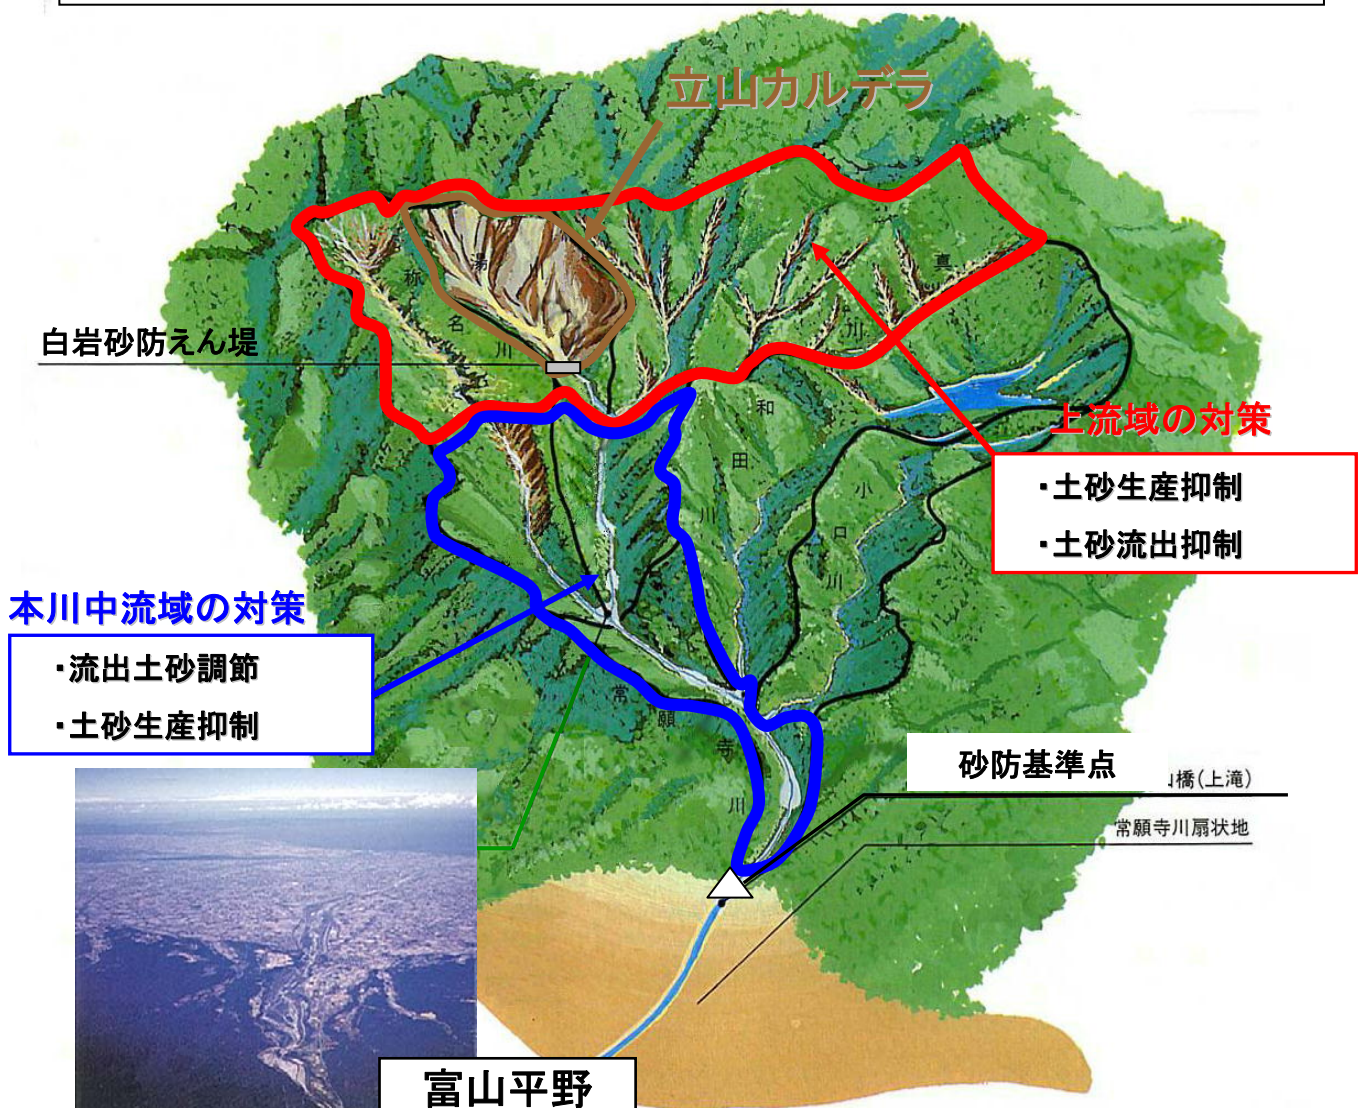 立山カルデラ
称名川
湯川
真川
白岩砂防えん堤
上流域の対策
・土砂生産抑制
・土砂流出抑制
和田川
小口川
本川中流域の対策
・流出土砂調節
・土砂生産抑制
常願寺川
砂防基準点
橋(上滝)
常願寺川扇状地
富山平野